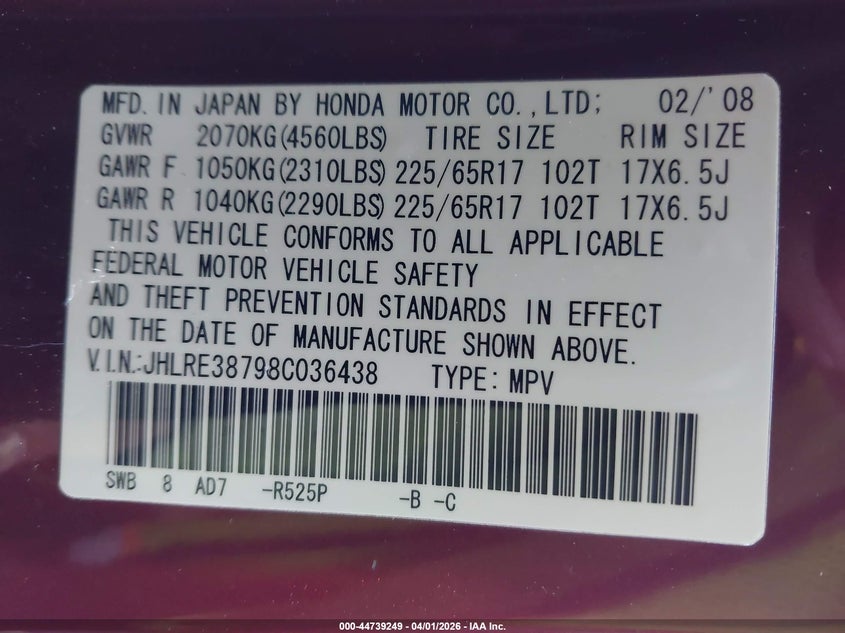 MFD. IN JAPAN BY HONDA MOTOR CO.,LTD; 02/'08
GVWR 2070KG(4560LBS) TIRE SIZE RIM SIZE
GAWR F 1050KG(2310LBS) 225/65R17 102T 17X6.5J
GAWR R 1040KG(2290LBS) 225/65R17 102T 17X6.5J
THIS VEHICLE CONFORMS TO ALL APPLICABLE
FEDERAL MOTOR VEHICLE SAFETY
AND THEFT PREVENTION STANDARDS IN EFFECT
ON THE DATE OF MANUFACTURE SHOWN ABOVE.
V.I.N.:JHLRE38798C036438 TYPE: MPV
SWB 8 AD7 -R525P -B -C
000-44739249 - 04/01/2026 - IAA Inc.